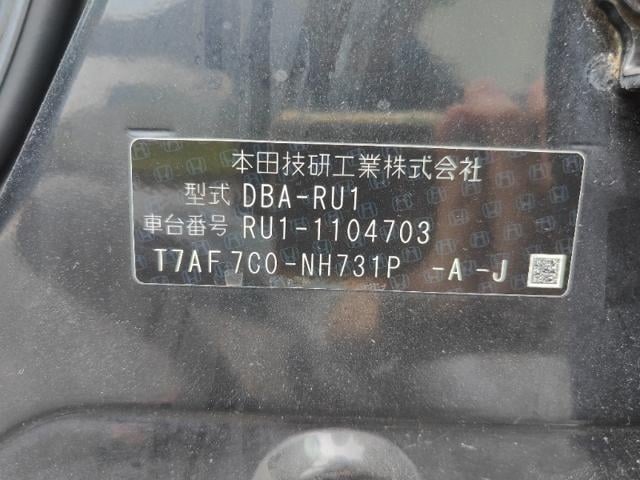 本田技研工業株式会社
型式 DBA-RU1
車台番号 RU1-1104703
T7AF 7C0-NH731P -A-J